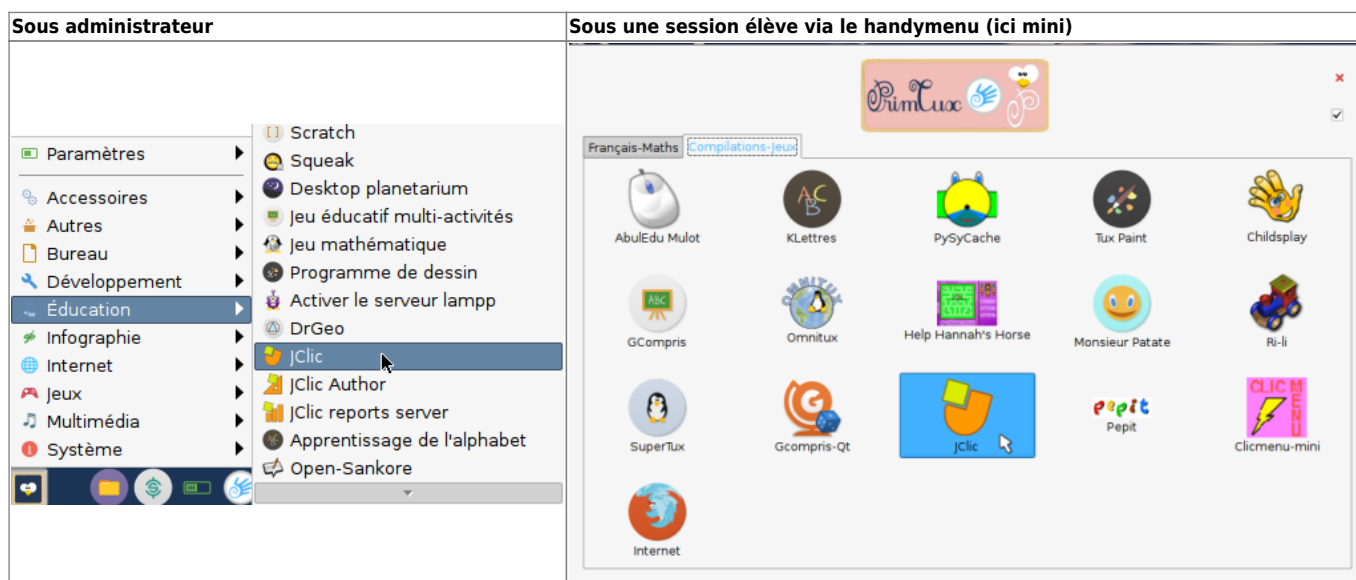 Sous administrateur
Sous une session élève via le handymenu (ici mini)
Paramètres
Accessoires
Autres
Bureau
Développement
Éducation
Infographie
Internet
Jeux
Multimédia
Système
Scratch
Squeak
Desktop planetarium
Jeu éducatif multi-activités
Jeu mathématique
Programme de dessin
Activer le serveur lampp
DrGeo
JClic
JClic Author
JClic reports server
Apprentissage de l'alphabet
Open-Sankore
PrimTux
Français-Maths Compilations-Jeux
ABC
AbulEdu Mulot KLettres PySyCache Tux Paint Childsplay
ABC
OMNITUX
GCompris Omnitux Help Hannah's Horse Monsieur Patate Ri-li
pepit
CLIC MENU
SuperTux Gcompris-Qt JClic Pepit Clicmenu-mini
Internet